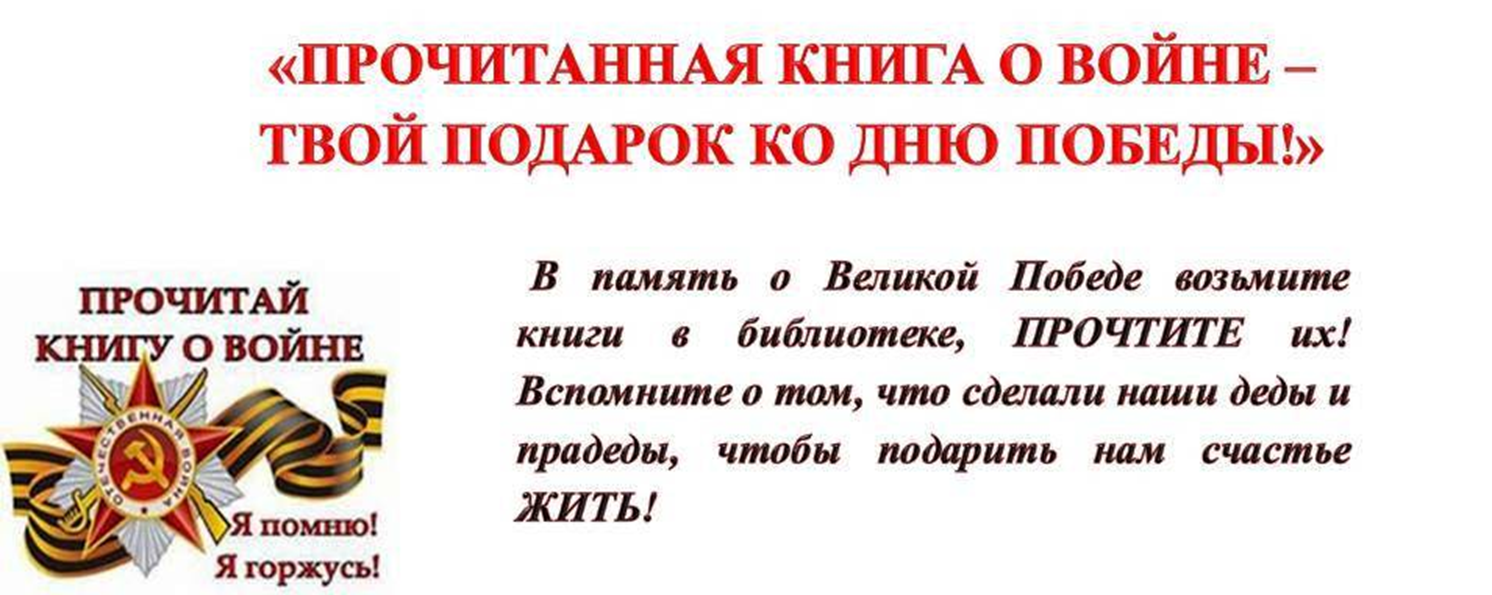 «ПРОЧИТАННАЯ КНИГА О ВОЙНЕ –
ТВОЙ ПОДАРОК КО ДНЮ ПОБЕДЫ!»
ПРОЧИТАЙ
КНИГУ О ВОЙНЕ
ОТЕЧЕСТВЕННАЯ ВОЙНА
Я помню!
Я горжусь!
В память о Великой Победе возьмите
книги в библиотеке, ПРОЧТИТЕ их!
Вспомните о том, что сделали наши деды и
прадеды, чтобы подарить нам счастье
ЖИТЬ!